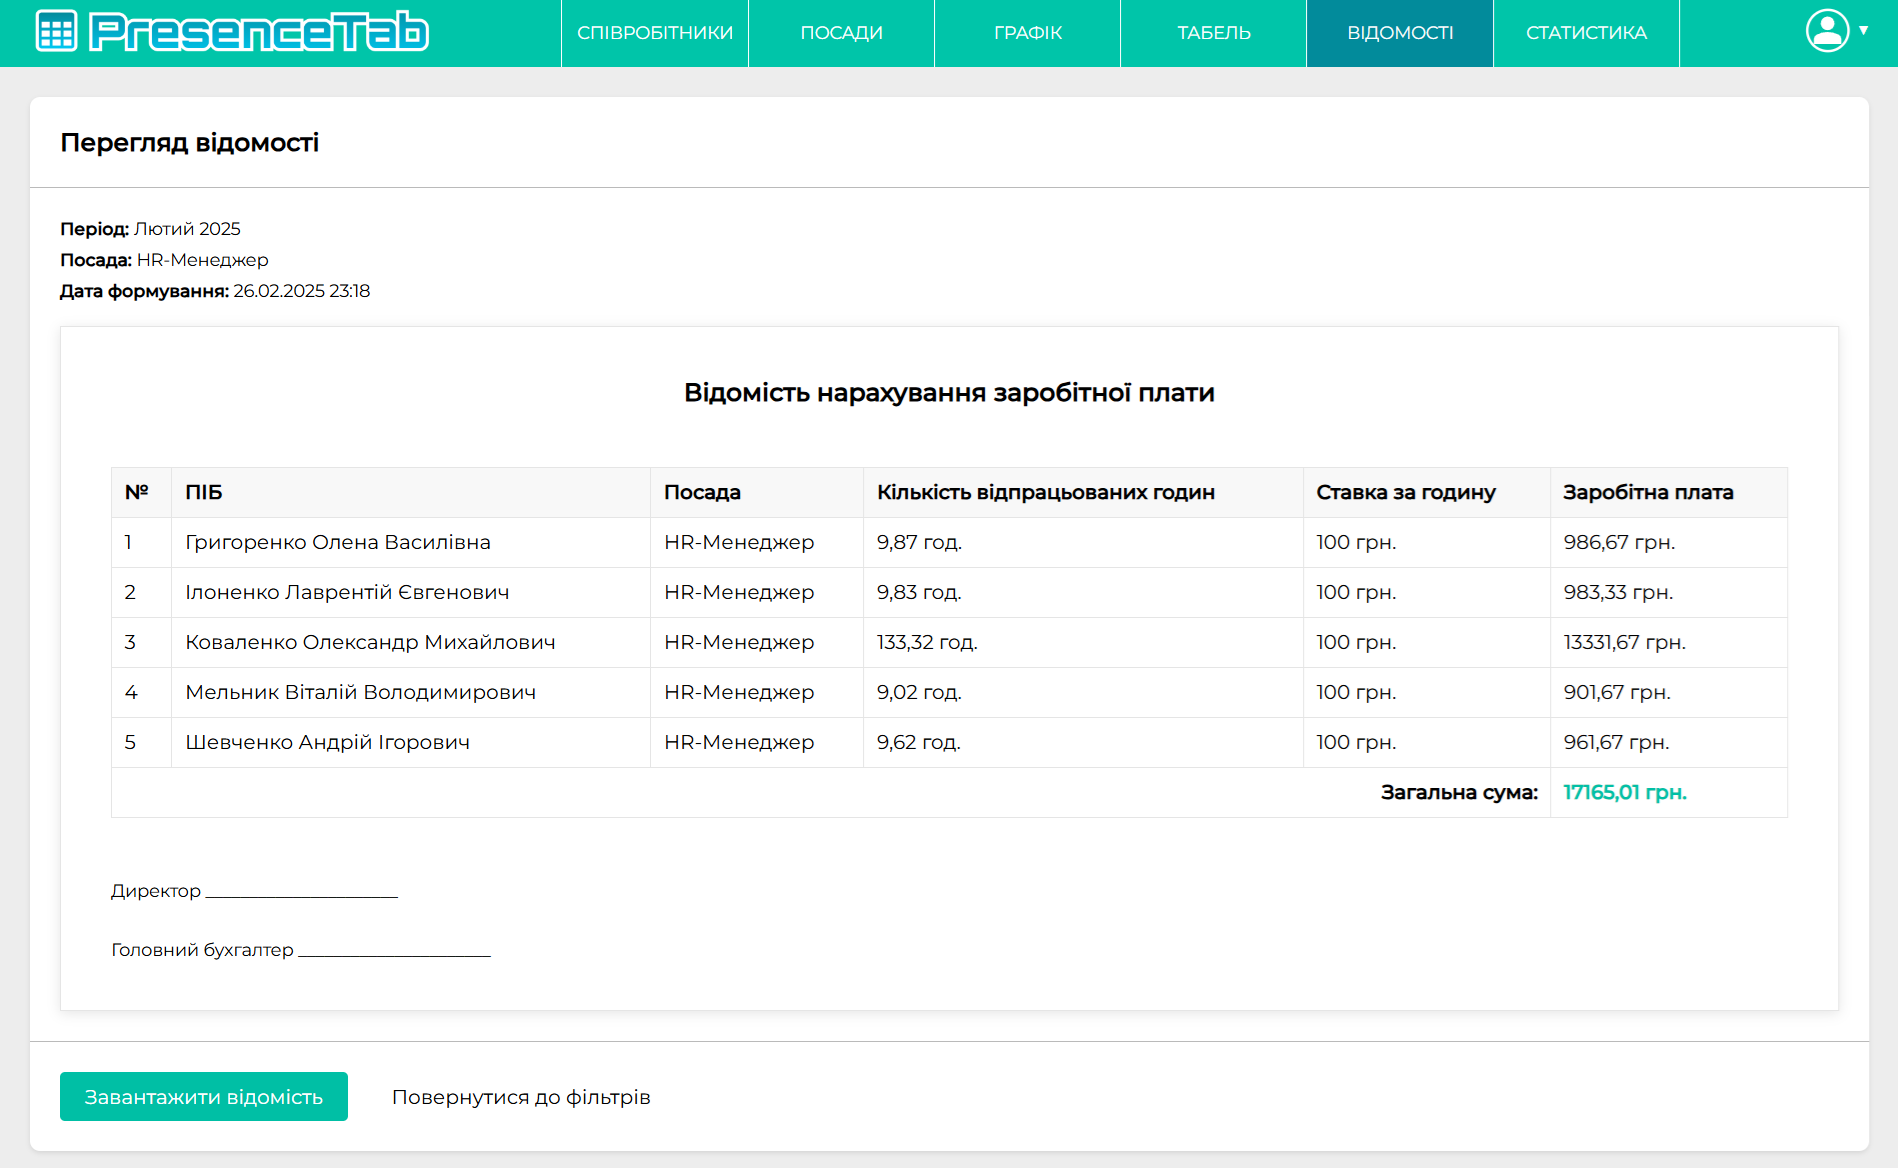 PresenceTab СПІВРОБІТНИКИ ПОСАДИ ГРАФІК ТАБЕЛЬ ВІДОМОСТІ СТАТИСТИКА
Перегляд відомості
Період: Лютий 2025
Посада: HR-Менеджер
Дата формування: 26.02.2025 23:18
Відомість нарахування заробітної плати
№ ПІБ Посада Кількість відпрацьованих годин Ставка за годину Заробітна плата
1 Григоренко Олена Василівна HR-Менеджер 9,87 год. 100 грн. 986,67 грн.
2 Ілоненко Лаврентій Євгенович HR-Менеджер 9,83 год. 100 грн. 983,33 грн.
3 Коваленко Олександр Михайлович HR-Менеджер 133,32 год. 100 грн. 13331,67 грн.
4 Мельник Віталій Володимирович HR-Менеджер 9,02 год. 100 грн. 901,67 грн.
5 Шевченко Андрій Ігорович HR-Менеджер 9,62 год. 100 грн. 961,67 грн.
Загальна сума: 17165,01 грн.
Директор ____________________
Головний бухгалтер ____________________
Завантажити відомість Повернутися до фільтрів